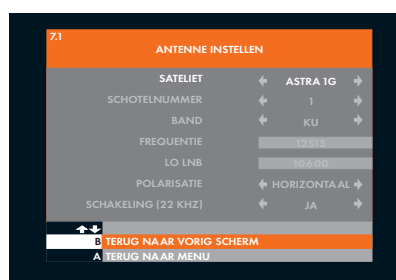 7.1
ANTENNE INSTELLEN
SATELIET ASTRA 1G
SCHOTELNUMMER 1
BAND KU
FREQUENTIE 12515
LO LNB 10600
POLARISATIE HORIZONTAAL
SCHAKELING (22 KHZ) JA
B TERUG NAAR VORIG SCHERM
A TERUG NAAR MENU